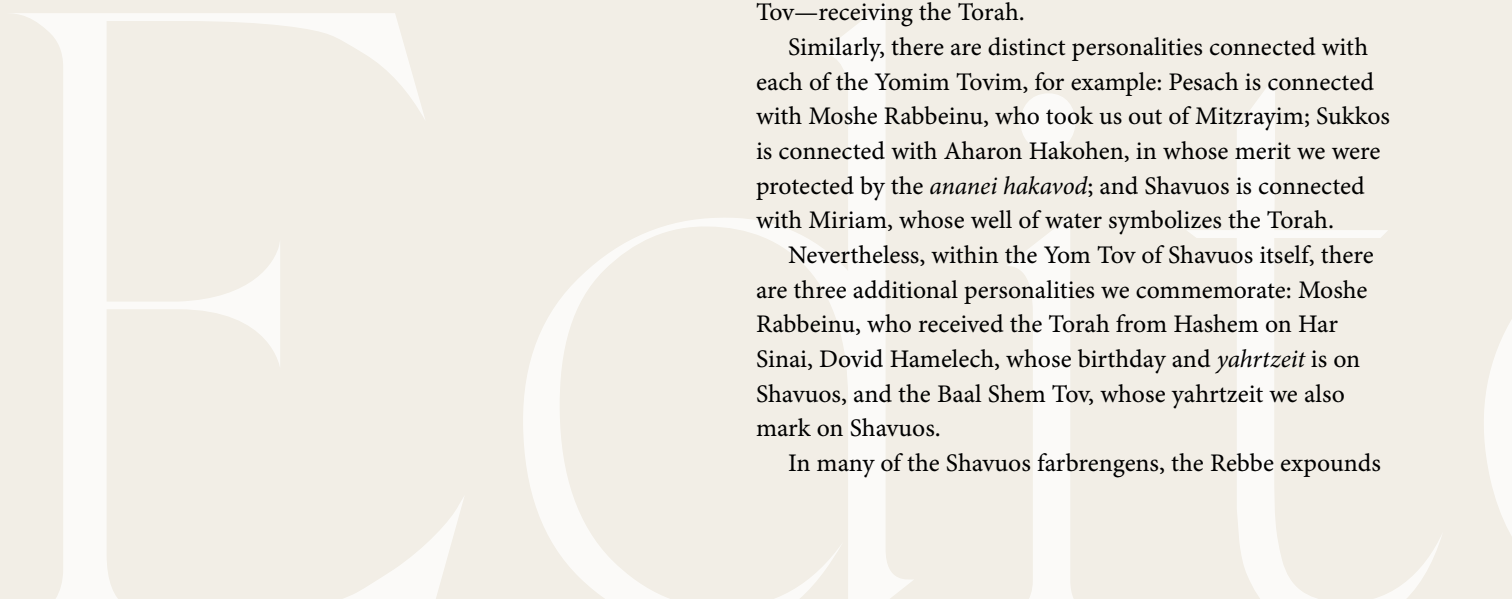 Edit
Tov—receiving the Torah.
Similarly, there are distinct personalities connected with
each of the Yomim Tovim, for example: Pesach is connected
with Moshe Rabbeinu, who took us out of Mitzrayim; Sukkos
is connected with Aharon Hakohen, in whose merit we were
protected by the ananei hakavod; and Shavuos is connected
with Miriam, whose well of water symbolizes the Torah.
Nevertheless, within the Yom Tov of Shavuos itself, there
are three additional personalities we commemorate: Moshe
Rabbeinu, who received the Torah from Hashem on Har
Sinai, Dovid Hamelech, whose birthday and yahrtzeit is on
Shavuos, and the Baal Shem Tov, whose yahrtzeit we also
mark on Shavuos.
In many of the Shavuos farbrengens, the Rebbe expounds